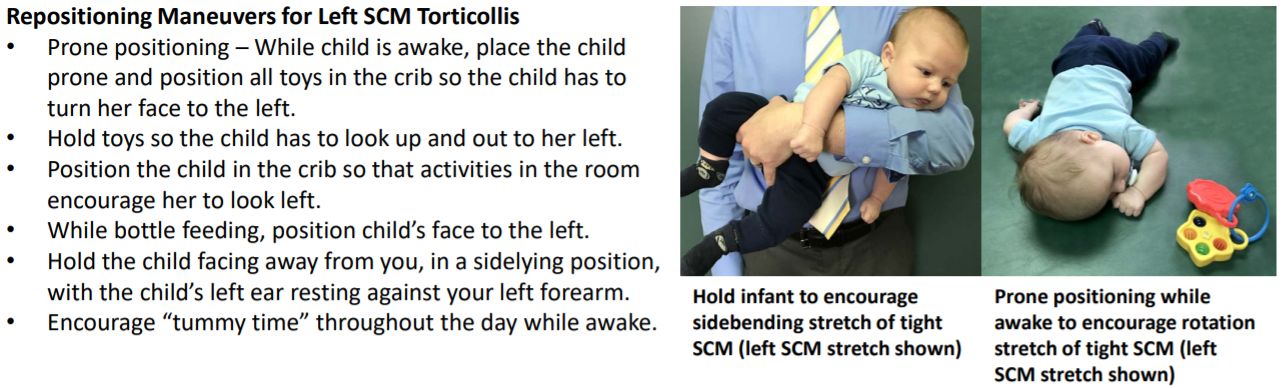 Repositioning Maneuvers for Left SCM Torticollis
• Prone positioning – While child is awake, place the child
prone and position all toys in the crib so the child has to
turn her face to the left.
• Hold toys so the child has to look up and out to her left.
• Position the child in the crib so that activities in the room
encourage her to look left.
• While bottle feeding, position child's face to the left.
• Hold the child facing away from you, in a sidelying position,
with the child's left ear resting against your left forearm.
• Encourage “tummy time” throughout the day while awake.
Hold infant to encourage
sidebending stretch of tight
SCM (left SCM stretch shown)
Prone positioning while
awake to encourage rotation
stretch of tight SCM (left
SCM stretch shown)